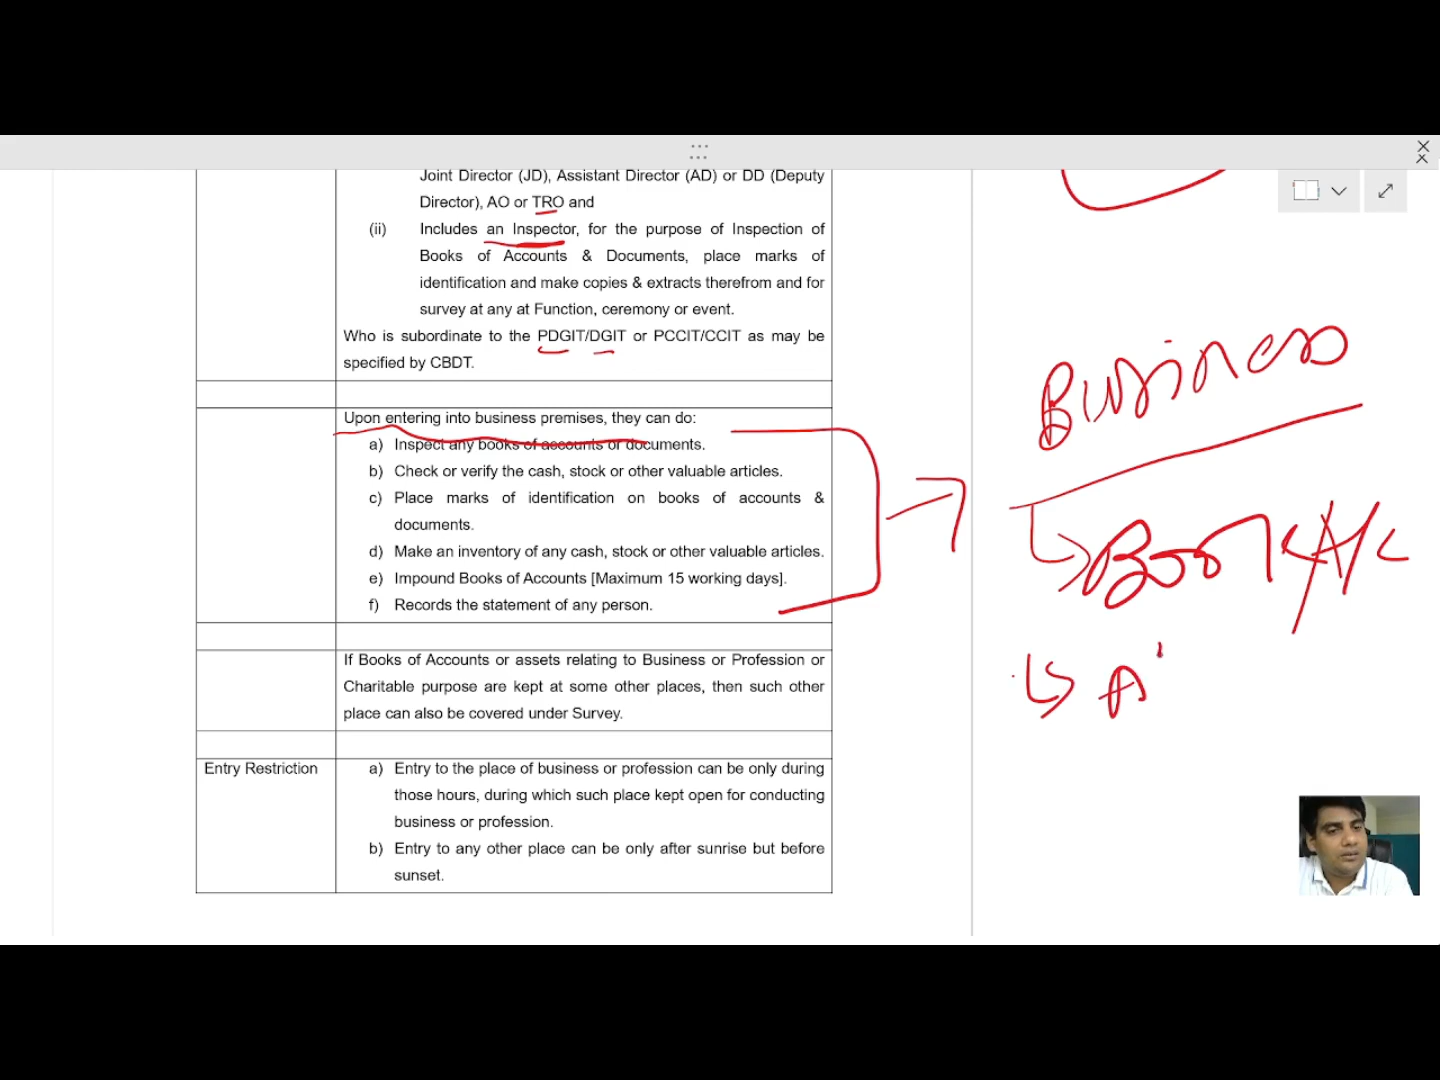 Joint Director (JD), Assistant Director (AD) or DD (Deputy
Director), AO or TRO and
(ii) Includes an Inspector, for the purpose of Inspection of
Books of Accounts & Documents, place marks of
identification and make copies & extracts therefrom and for
survey at any at Function, ceremony or event.
Who is subordinate to the PDGIT/DGIT or PCCIT/CCIT as may be
specified by CBDT.
Upon entering into business premises, they can do:
a) Inspect any books of accounts or documents.
b) Check or verify the cash, stock or other valuable articles.
c) Place marks of identification on books of accounts &
documents.
d) Make an inventory of any cash, stock or other valuable articles.
e) Impound Books of Accounts [Maximum 15 working days].
f) Records the statement of any person.
If Books of Accounts or assets relating to Business or Profession or
Charitable purpose are kept at some other places, then such other
place can also be covered under Survey.
Entry Restriction
a) Entry to the place of business or profession can be only during
those hours, during which such place kept open for conducting
business or profession.
b) Entry to any other place can be only after sunrise but before
sunset.
Business
Book A/c
A